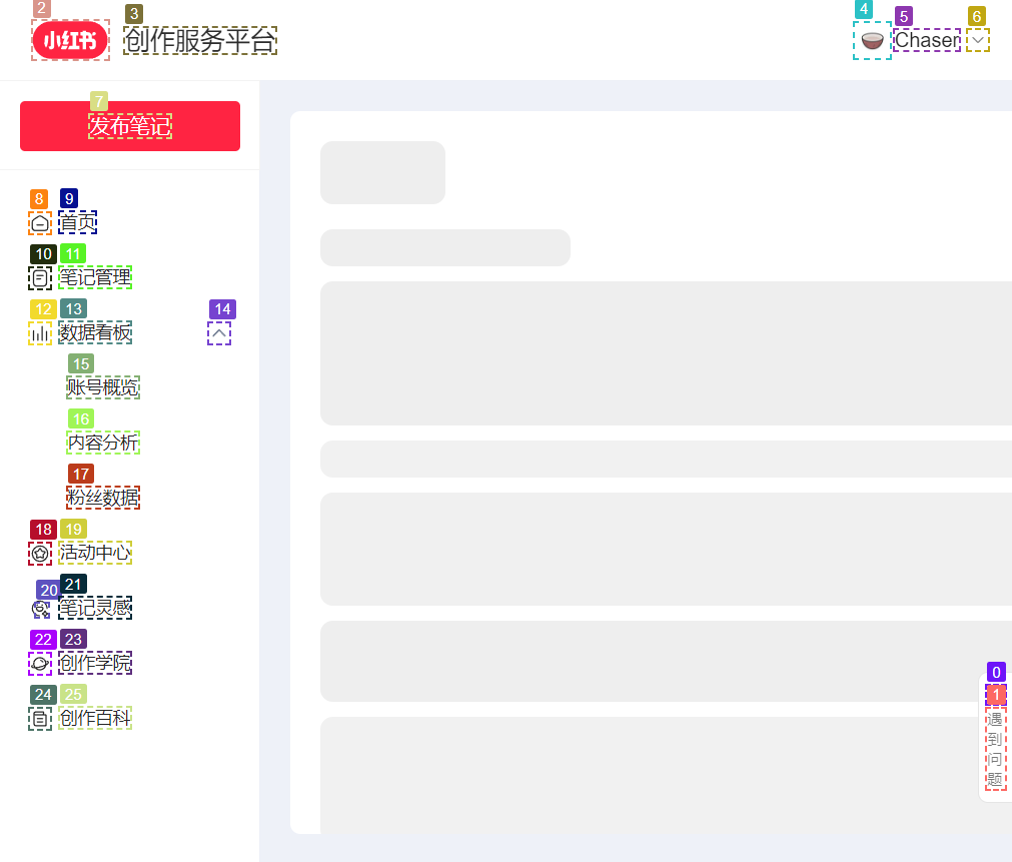 2
3
4
5
6
小红书
创作服务平台
Chaser
7
发布笔记
8
9
首页
10
11
笔记管理
12
13
14
数据看板
15
账号概览
16
内容分析
17
粉丝数据
18
19
活动中心
20
21
笔记灵感
22
23
创作学院
24
25
创作百科
0
1
遇
到
问
题